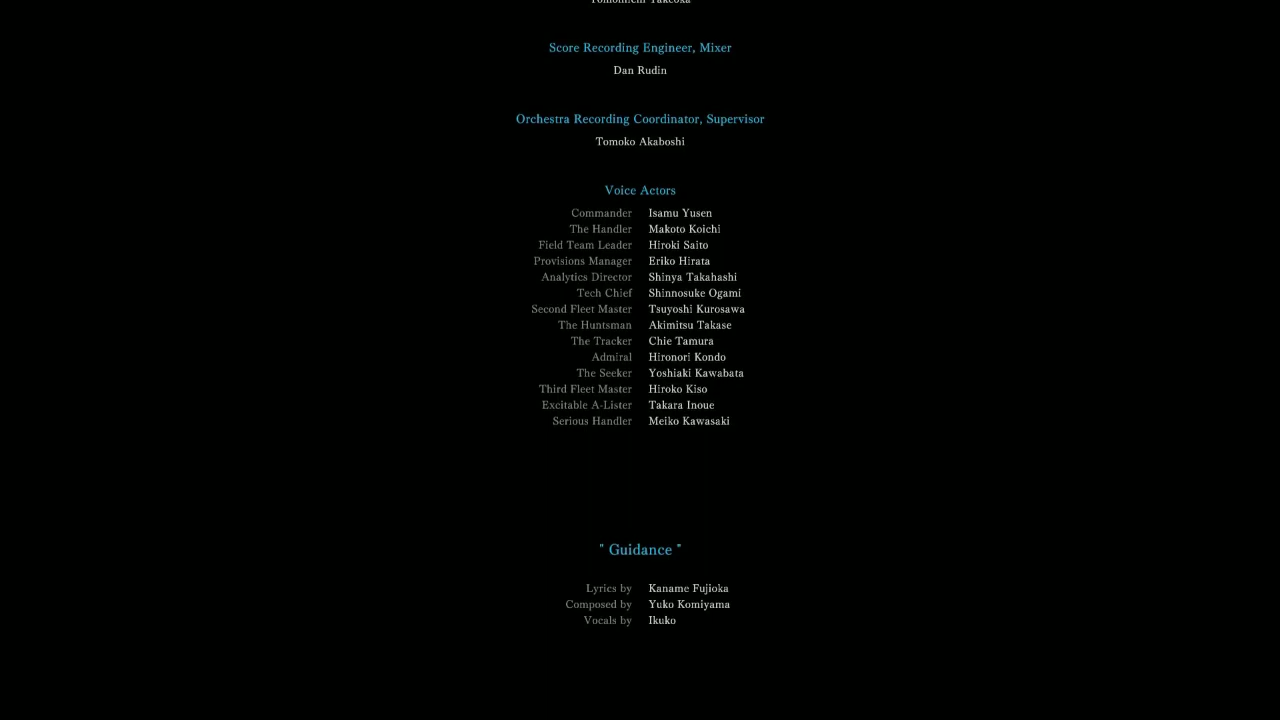 Score Recording Engineer, Mixer
Dan Rudin
Orchestra Recording Coordinator, Supervisor
Tomoko Akaboshi
Voice Actors
Commander Isamu Yusen
The Handler Makoto Koichi
Field Team Leader Hiroki Saito
Provisions Manager Eriko Hirata
Analytics Director Shinya Takahashi
Tech Chief Shinnosuke Ogami
Second Fleet Master Tsuyoshi Kurosawa
The Huntsman Akimitsu Takase
The Tracker Chie Tamura
Admiral Hironori Kondo
The Seeker Yoshiaki Kawabata
Third Fleet Master Hiroko Kiso
Excitable A-Lister Takara Inoue
Serious Handler Meiko Kawasaki
" Guidance "
Lyrics by Kaname Fujioka
Composed by Yuko Komiyama
Vocals by Ikuko